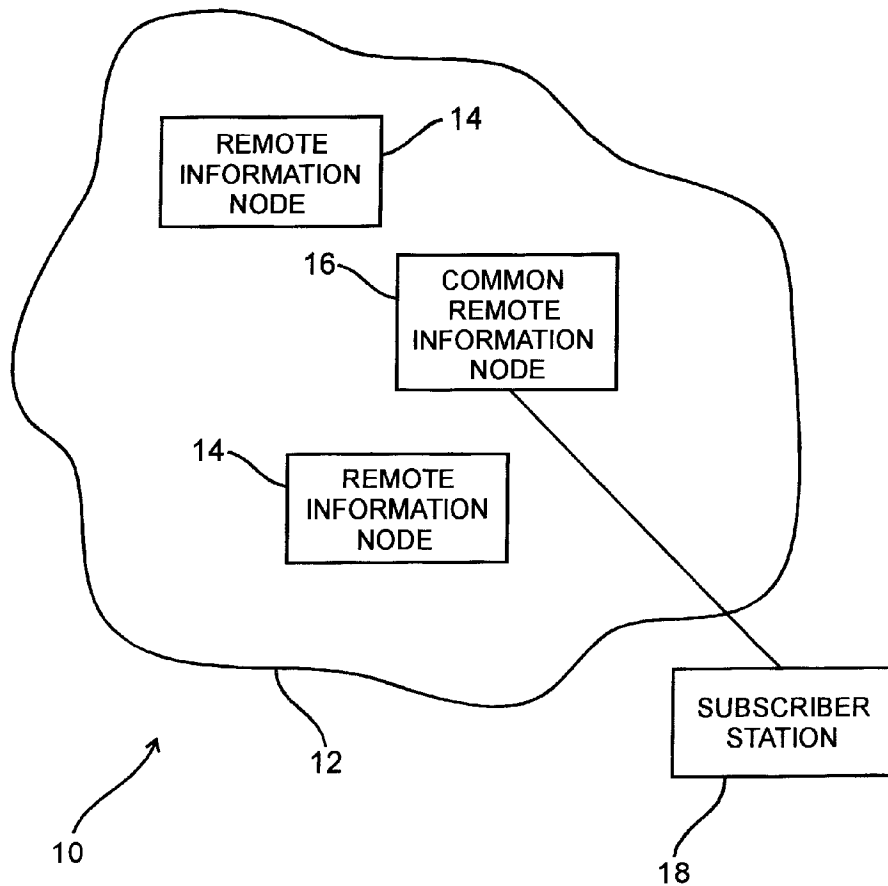 REMOTE
INFORMATION
NODE
14
16
COMMON
REMOTE
INFORMATION
NODE
14
REMOTE
INFORMATION
NODE
SUBSCRIBER
STATION
12
10
18